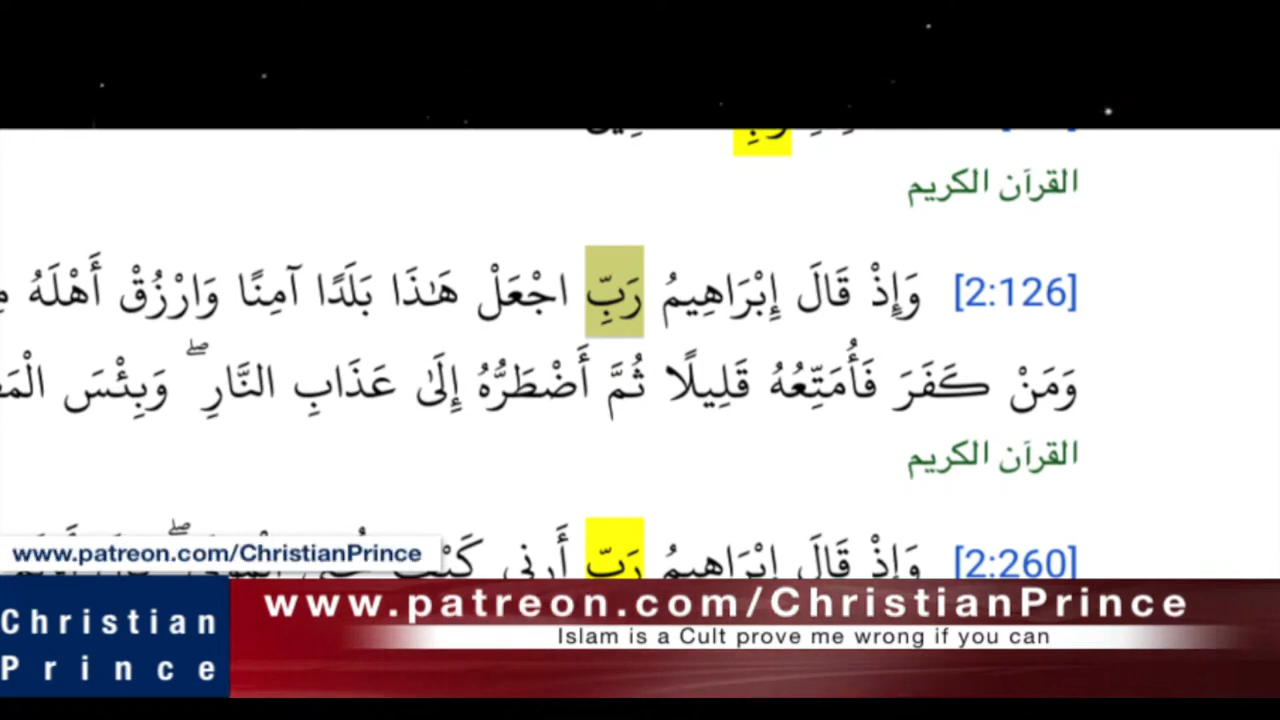 القرآن الكريم
[2:126] وَإِذْ قَالَ إِبْرَاهِيمُ رَبِّ اجْعَلْ هَٰذَا بَلَدًا آمِنًا وَارْزُقْ أَهْلَهُ
وَمَنْ كَفَرَ فَأُمَتِّعُهُ قَلِيلًا ثُمَّ أَضْطَرُّهُ إِلَىٰ عَذَابِ النَّارِ ۖ وَبِئْسَ
القرآن الكريم
[2:260] وَإِذْ قَالَ إِبْرَاهِيمُ رَبِّ أَرِنِي كَيْفَ
www.patreon.com/ChristianPrince
www.patreon.com/ChristianPrince
Islam is a Cult prove me wrong if you can
Christian
Prince